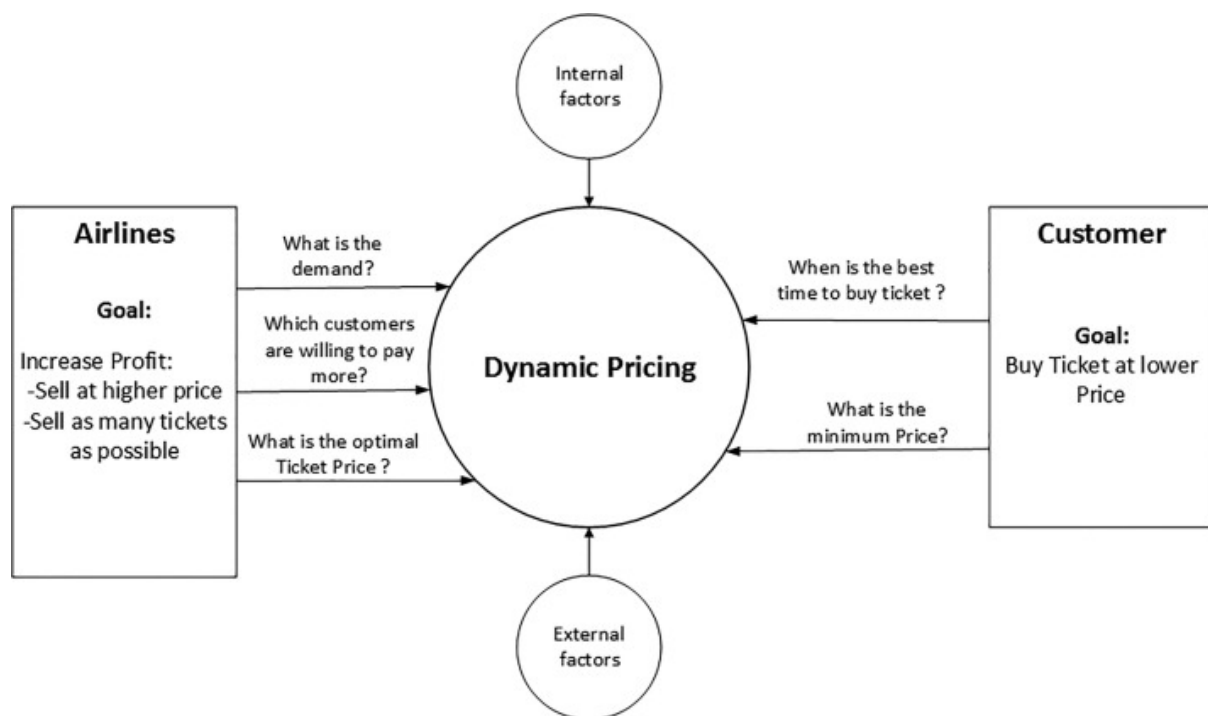 Internal
factors
Airlines
Goal:
Increase Profit:
-Sell at higher price
-Sell as many tickets
as possible
What is the
demand?
Which customers
are willing to pay
more?
What is the optimal
Ticket Price ?
Dynamic Pricing
When is the best
time to buy ticket ?
What is the
minimum Price?
Customer
Goal:
Buy Ticket at lower
Price
External
factors